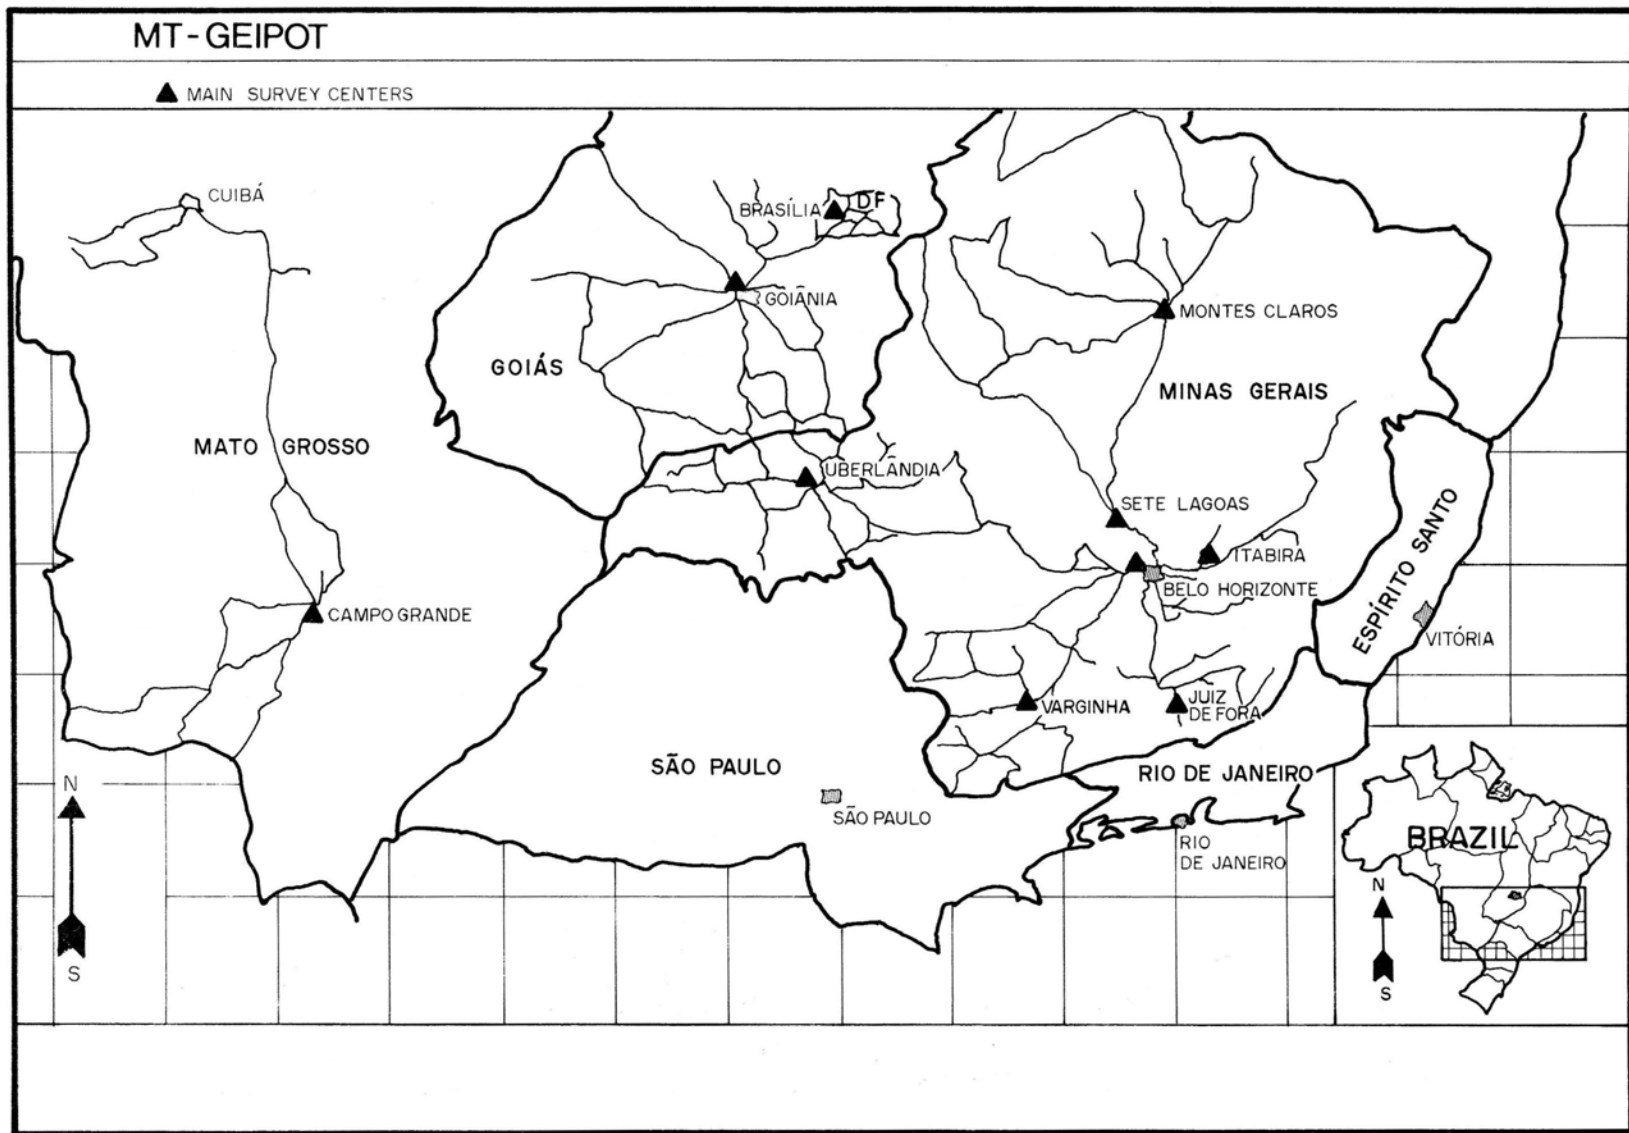 MT-GEIPOT
MAIN SURVEY CENTERS
CUIBÁ
BRASÍLIA
DF
GOIÂNIA
MONTES CLAROS
GOIÁS
MINAS GERAIS
MATO GROSSO
UBERLÂNDIA
SETE LAGOAS
ITABIRA
BELO HORIZONTE
ESPÍRITO SANTO
CAMPO GRANDE
VITÓRIA
VARGINHA
JUIZ
DE FORA
SÃO PAULO
RIO DE JANEIRO
N
S
SÃO PAULO
RIO
DE JANEIRO
BRAZIL
N
S